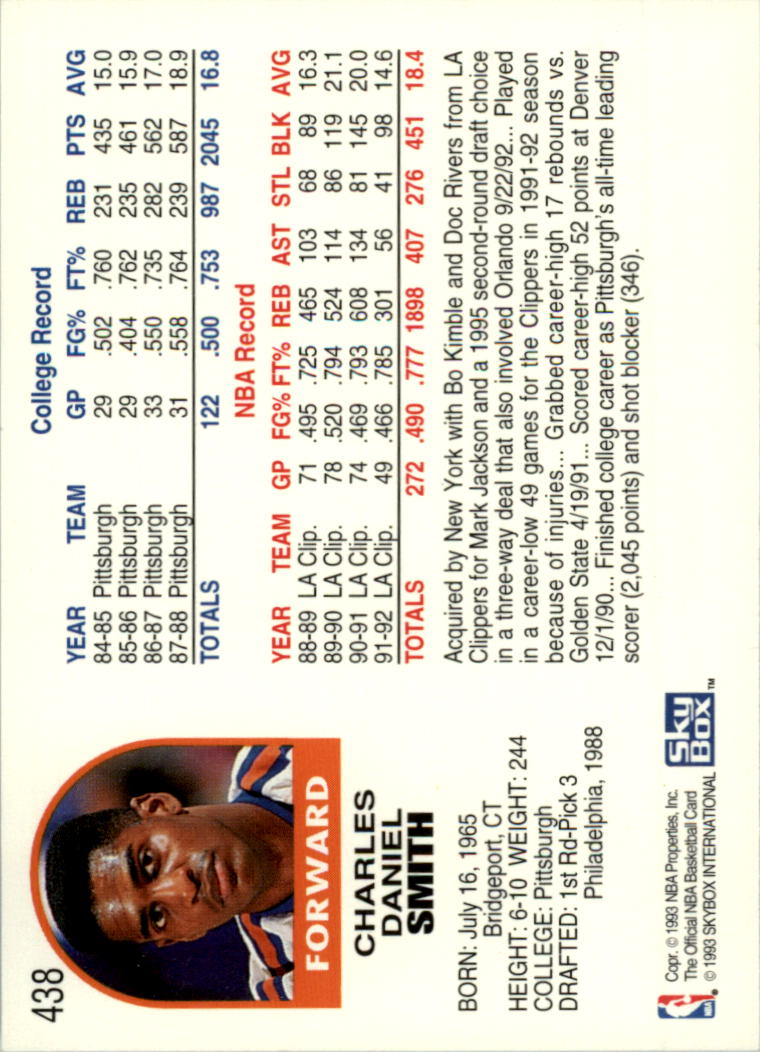 438
FORWARD
CHARLES
DANIEL
SMITH
BORN: July 16, 1965
Bridgeport, CT
HEIGHT: 6-10 WEIGHT: 244
COLLEGE: Pittsburgh
DRAFTED: 1st Rd-Pick 3
Philadelphia, 1988
College Record
YEAR TEAM GP FG% FT% REB PTS AVG
84-85 Pittsburgh 29 .502 .760 231 435 15.0
85-86 Pittsburgh 29 .404 .762 235 461 15.9
86-87 Pittsburgh 33 .550 .735 282 562 17.0
87-88 Pittsburgh 31 .558 .764 239 587 18.9
TOTALS 122 .500 .753 987 2045 16.8
NBA Record
YEAR TEAM GP FG% FT% REB AST STL BLK AVG
88-89 LA Clip. 71 .495 .725 465 103 68 89 16.3
89-90 LA Clip. 78 .520 .794 524 114 86 119 21.1
90-91 LA Clip. 74 .469 .793 608 134 81 145 20.0
91-92 LA Clip. 49 .466 .785 301 56 41 98 14.6
TOTALS 272 .490 .777 1898 407 276 451 18.4
Acquired by New York with Bo Kimble and Doc Rivers from LA
Clippers for Mark Jackson and a 1995 second-round draft choice
in a three-way deal that also involved Orlando 9/22/92... Played
in a career-low 49 games for the Clippers in 1991-92 season
because of injuries... Grabbed career-high 17 rebounds vs.
Golden State 4/19/91... Scored career-high 52 points at Denver
12/1/90... Finished college career as Pittsburgh's all-time leading
scorer (2,045 points) and shot blocker (346).
NBA
Copr. © 1993 NBA Properties, Inc.
The Official NBA Basketball Card
® © 1993 SKYBOX INTERNATIONAL
Sky
Box
™